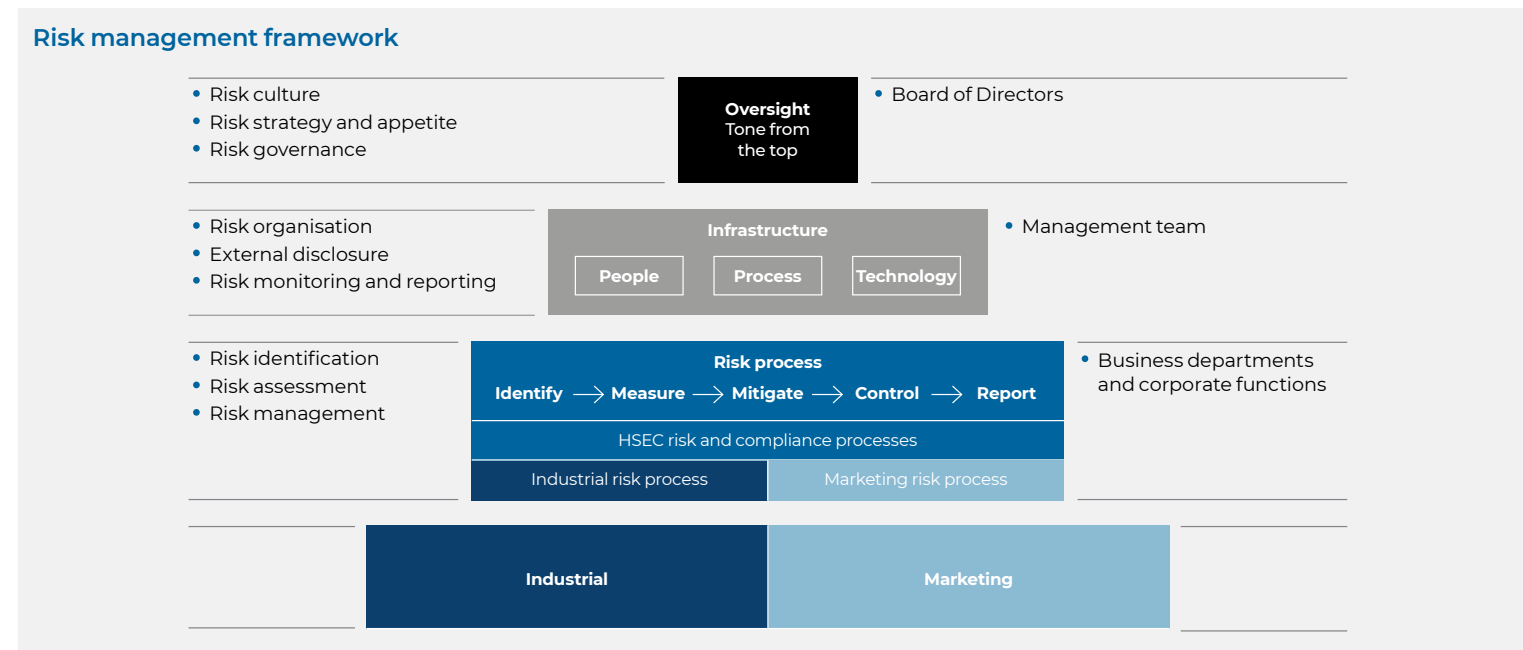 Risk management framework
• Risk culture
• Risk strategy and appetite
• Risk governance
Oversight
Tone from
the top
• Board of Directors
• Risk organisation
• External disclosure
• Risk monitoring and reporting
Infrastructure
People Process Technology
• Management team
• Risk identification
• Risk assessment
• Risk management
Risk process
Identify → Measure → Mitigate → Control → Report
HSEC risk and compliance processes
Industrial risk process Marketing risk process
• Business departments
and corporate functions
Industrial Marketing